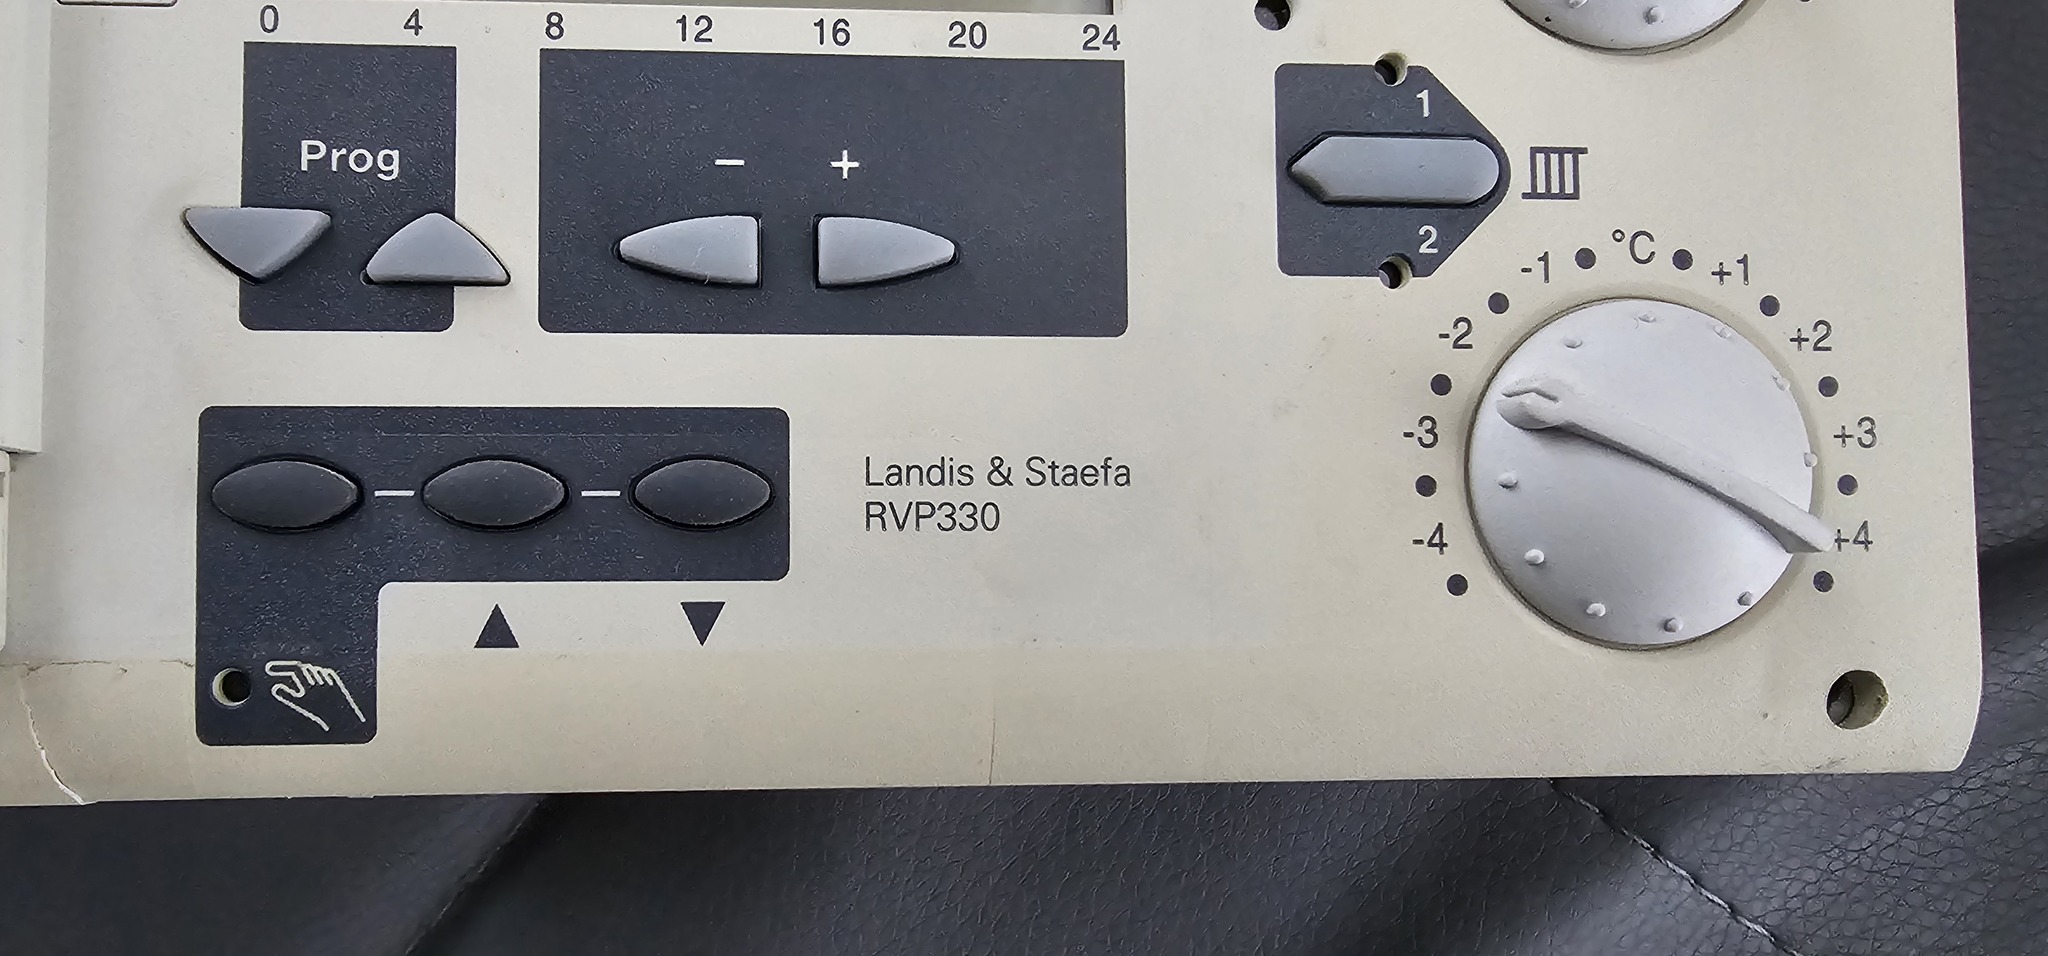 0 4 8 12 16 20 24
Prog
- +
1
2
°C
-1 +1
-2 +2
-3 +3
-4 +4
Landis & Staefa
RVP330